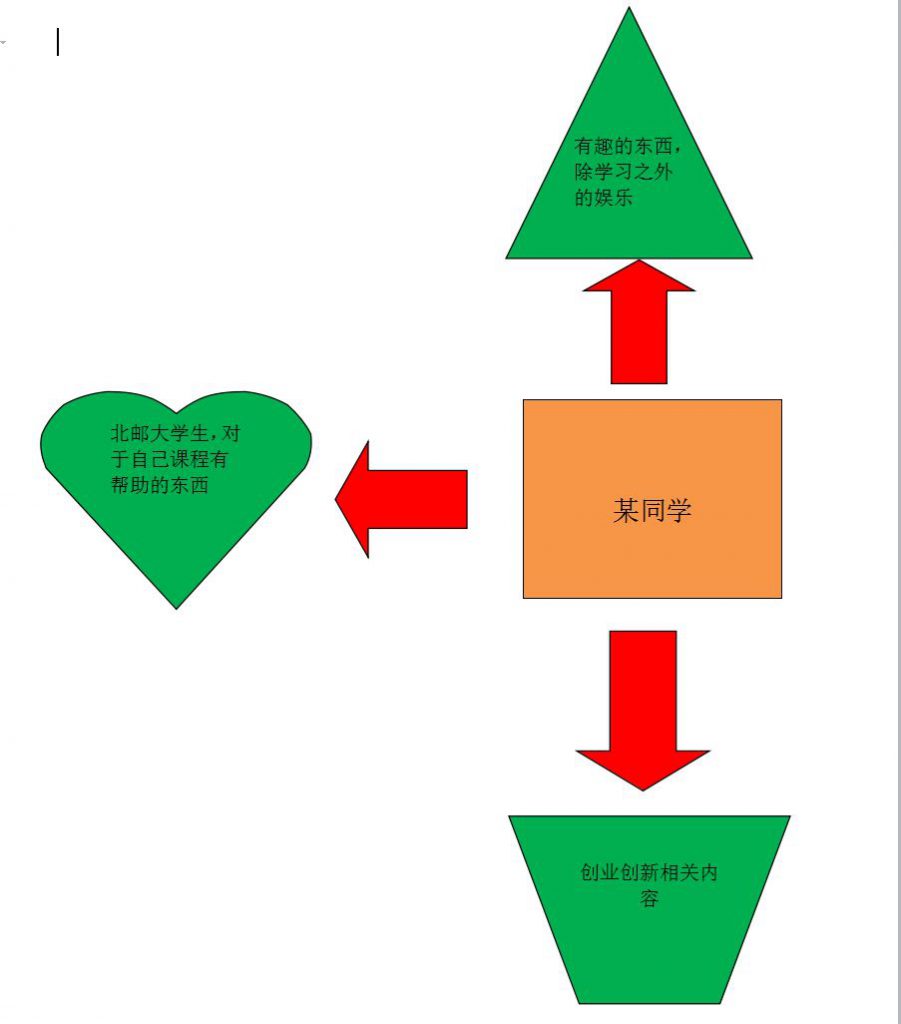 有趣的东西，
除学习之外
的娱乐
北邮大学生，对
于自己课程有
帮助的东西
某同学
创业创新相关内
容